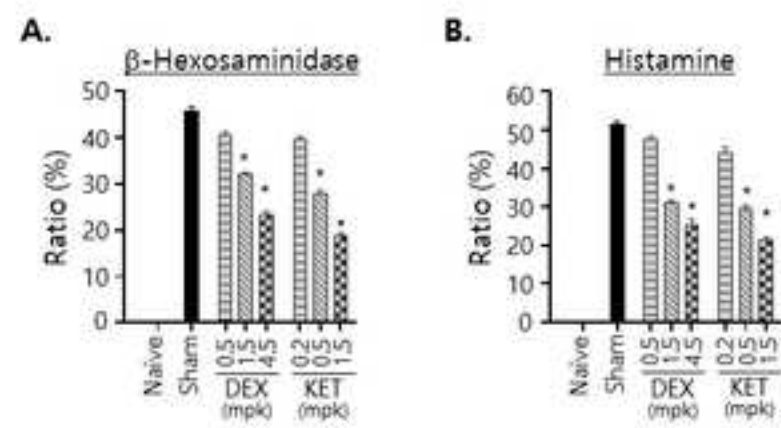 A.
β-Hexosaminidase
Ratio (%)
50
40
30
20
10
0
* * * *
Naive
Sham
0.5 1.5 4.5
DEX
(mpk)
0.2 0.5 1.5
KET
(mpk)
B.
Histamine
Ratio (%)
60
50
40
30
20
10
0
* * * *
Naive
Sham
0.5 1.5 4.5
DEX
(mpk)
0.2 0.5 1.5
KET
(mpk)